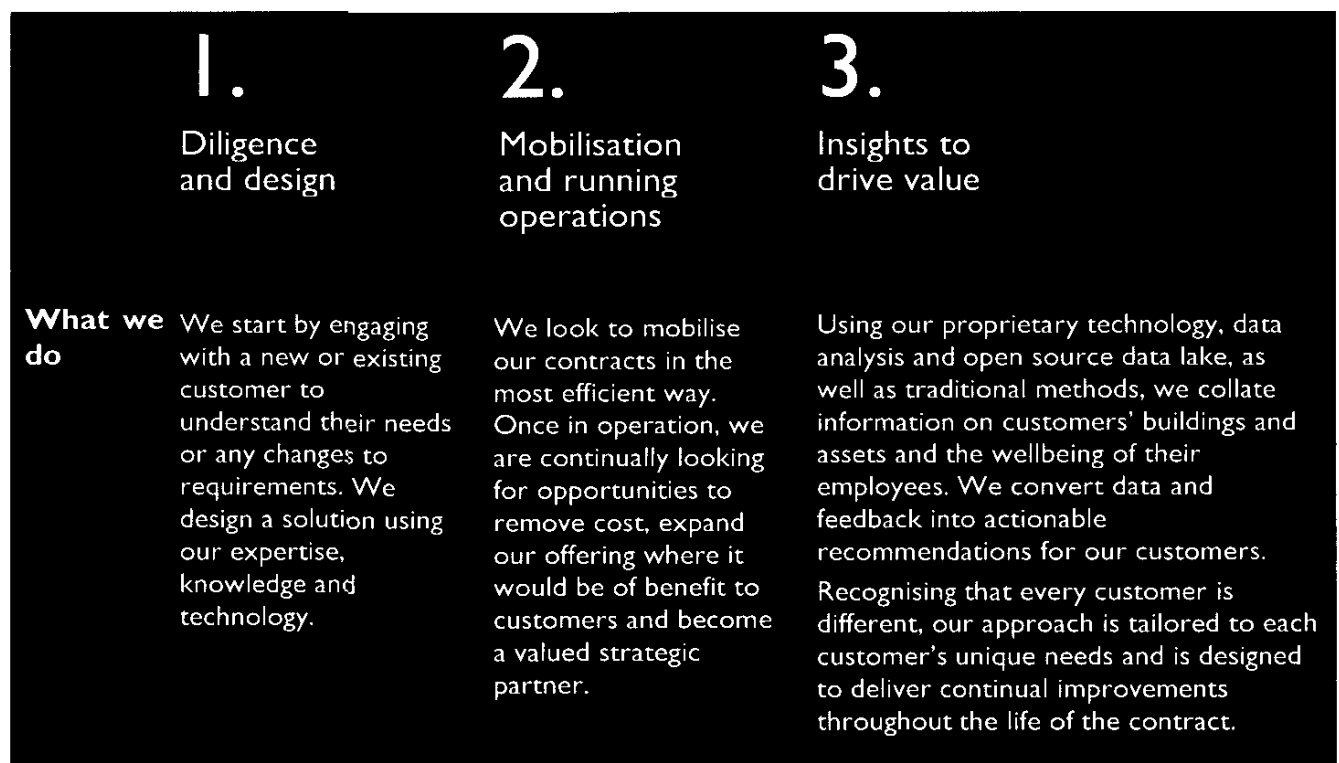 1.
Diligence
and design
2.
Mobilisation
and running
operations
3.
Insights to
drive value
What we
do
We start by engaging
with a new or existing
customer to
understand their needs
or any changes to
requirements. We
design a solution using
our expertise,
knowledge and
technology.
We look to mobilise
our contracts in the
most efficient way.
Once in operation, we
are continually looking
for opportunities to
remove cost, expand
our offering where it
would be of benefit to
customers and become
a valued strategic
partner.
Using our proprietary technology, data
analysis and open source data lake, as
well as traditional methods, we collate
information on customers' buildings and
assets and the wellbeing of their
employees. We convert data and
feedback into actionable
recommendations for our customers.
Recognising that every customer is
different, our approach is tailored to each
customer's unique needs and is designed
to deliver continual improvements
throughout the life of the contract.